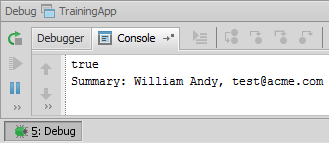 Debug TrainingApp
Debugger Console
true
Summary: William Andy, test@acme.com
5: Debug